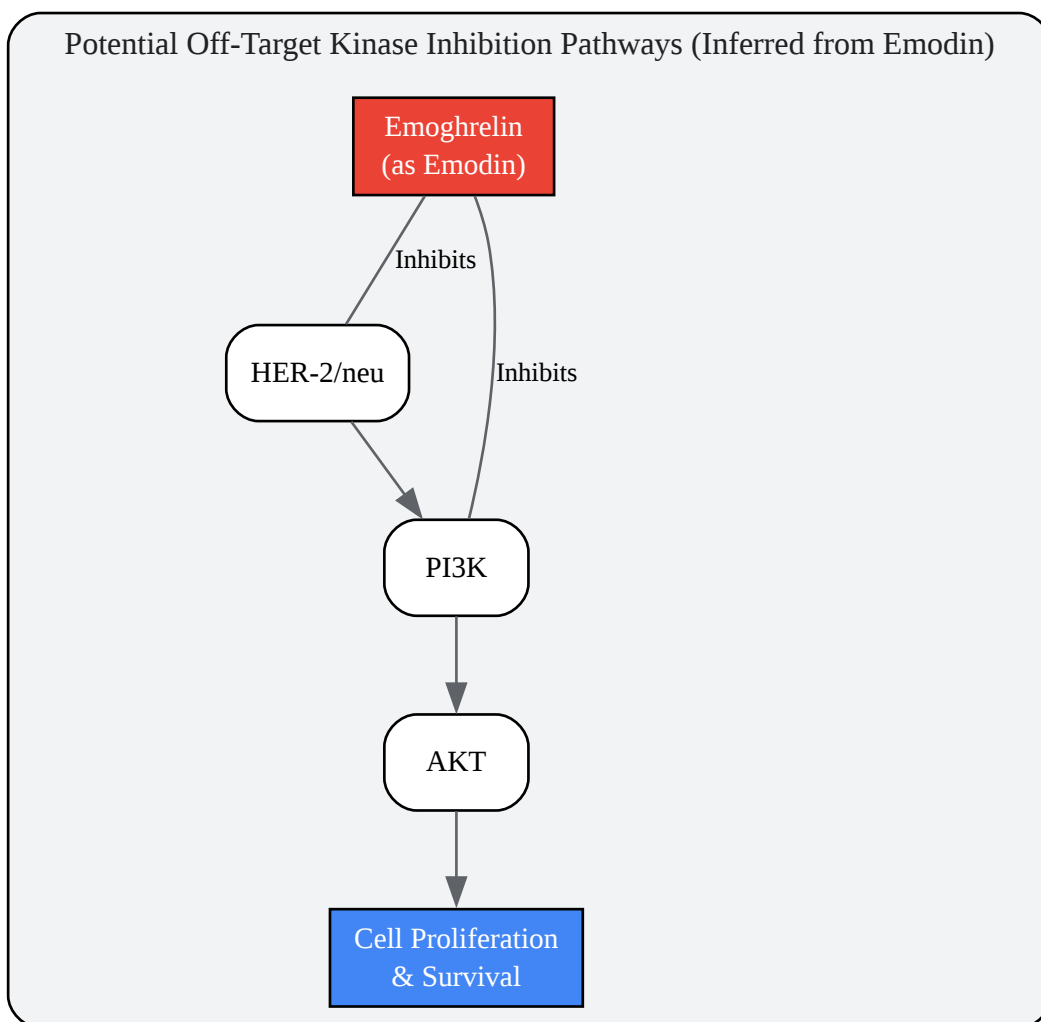 Potential Off-Target Kinase Inhibition Pathways (Inferred from Emodin)
Emoghrelin
(as Emodin)
Inhibits
HER-2/neu
Inhibits
PI3K
AKT
Cell Proliferation
& Survival